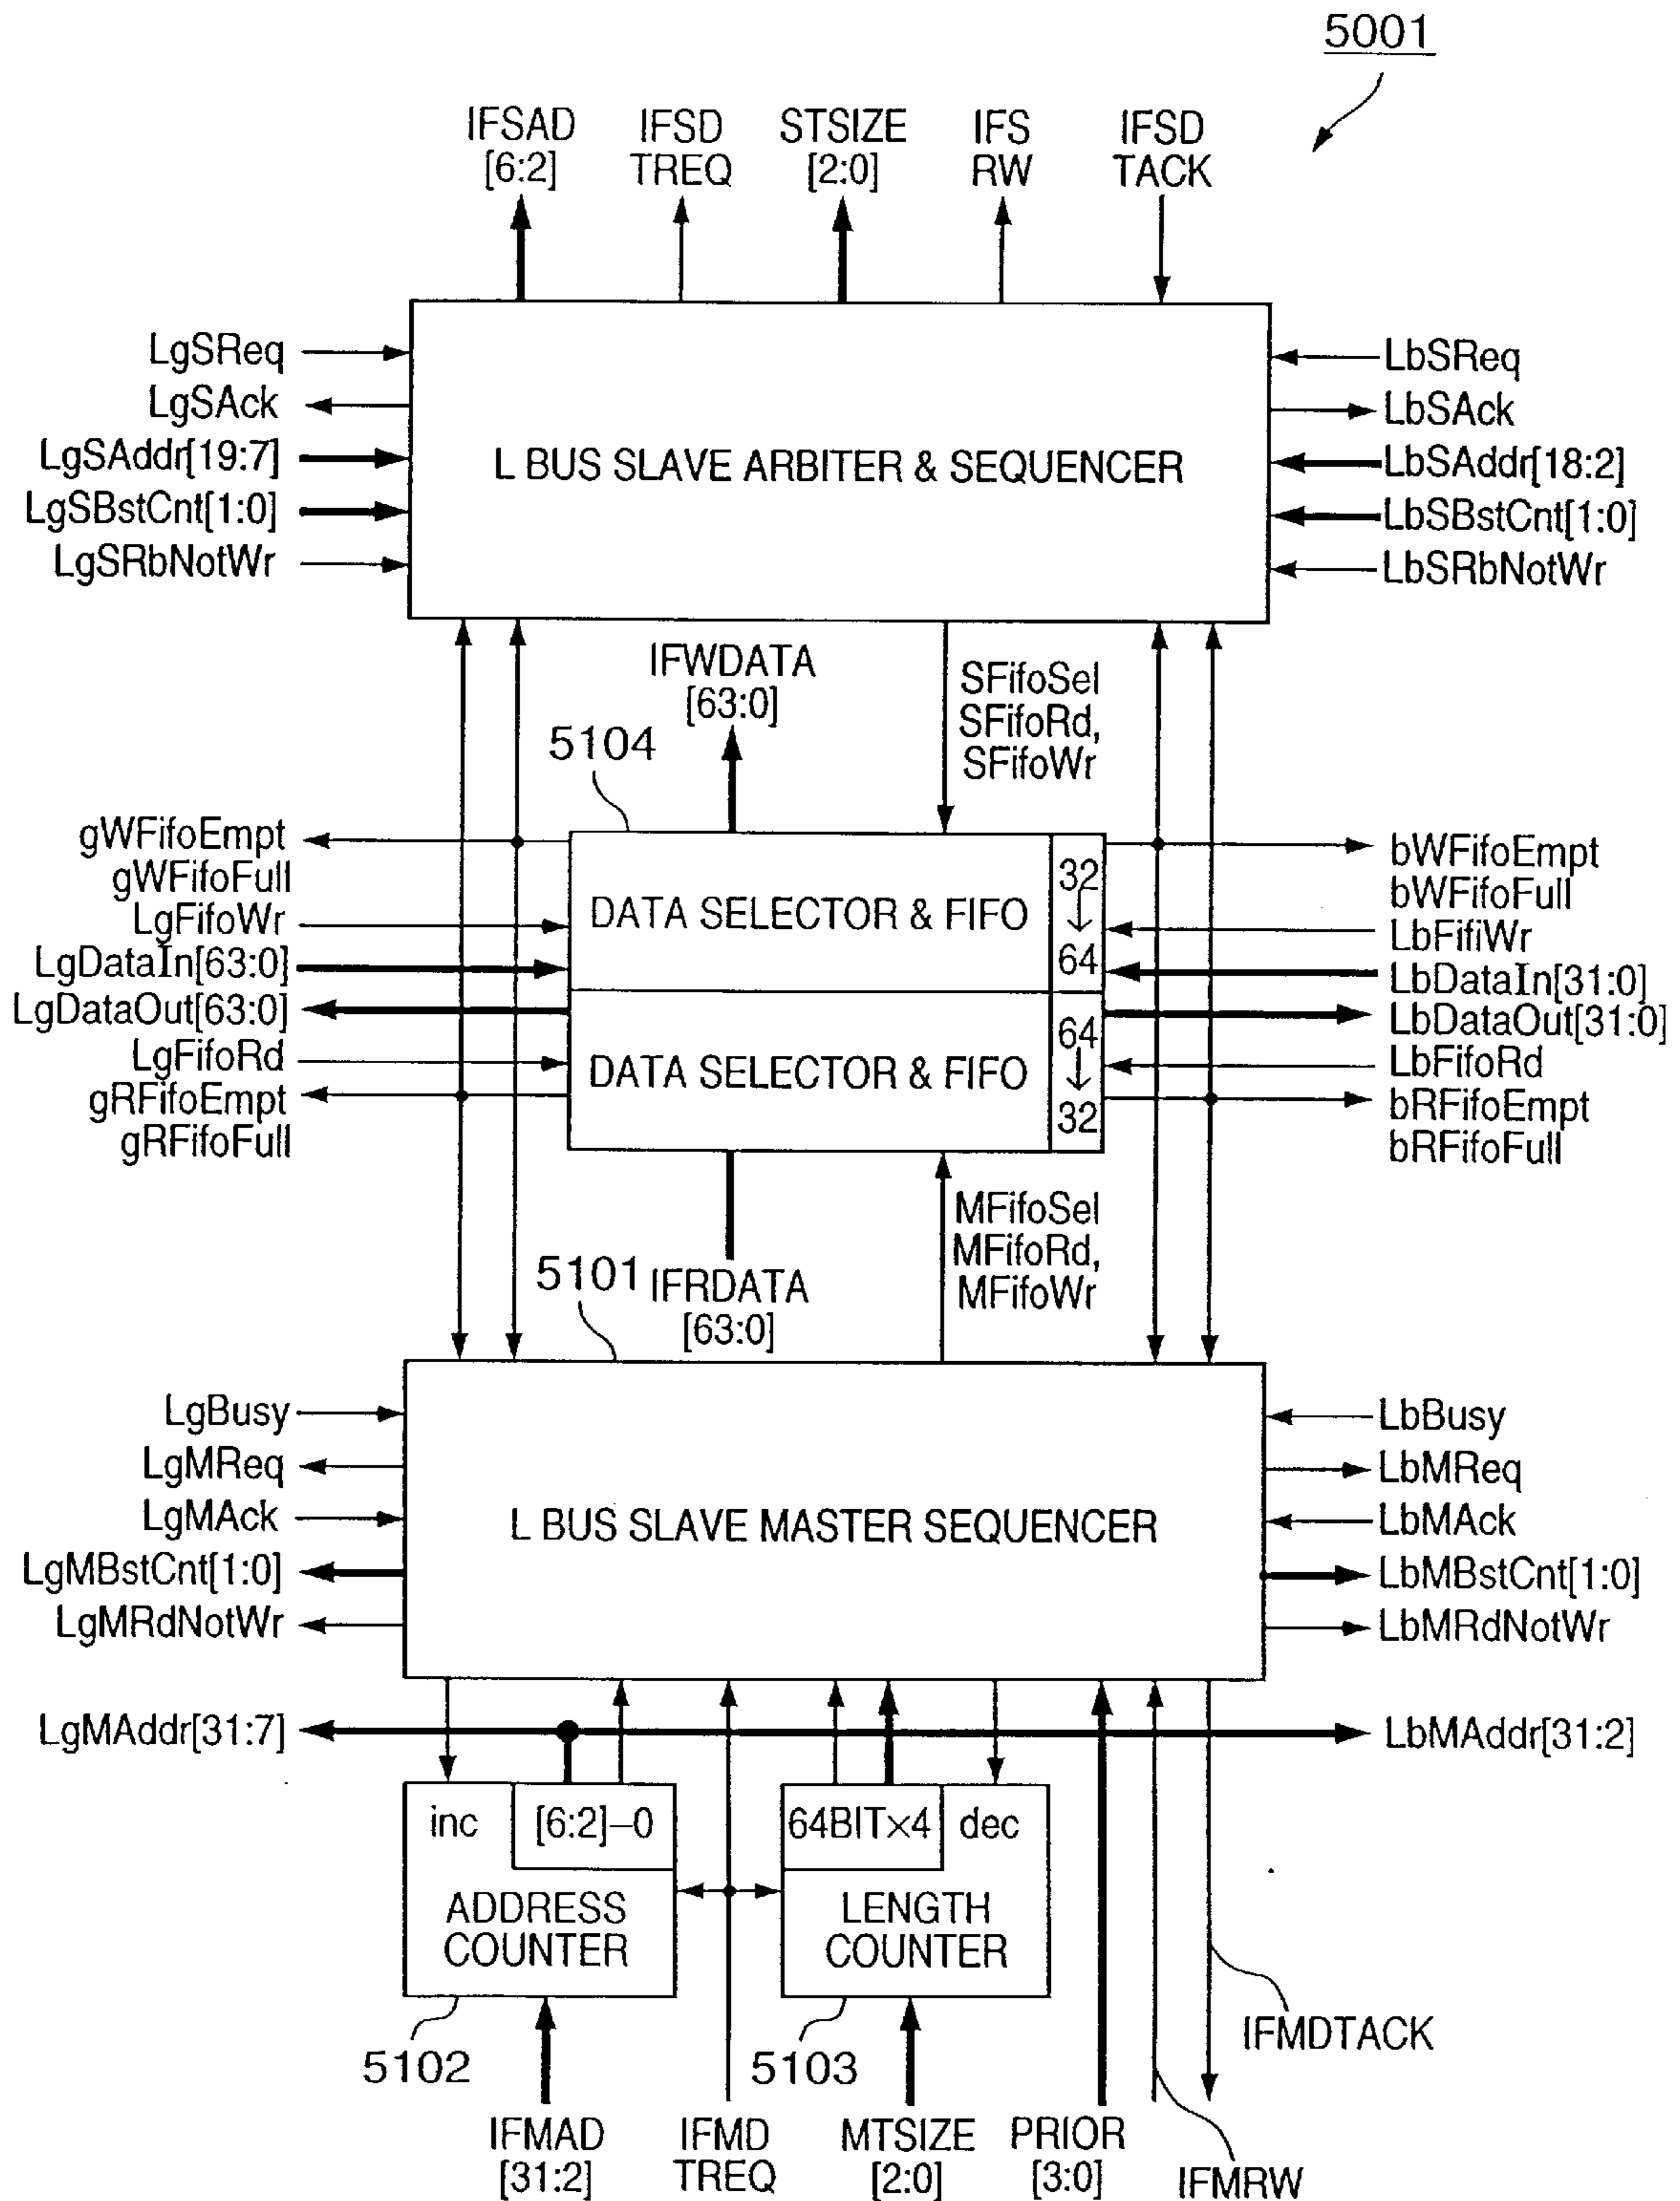 5001
IFSAD
[6:2]
IFSD
TREQ
STSIZE
[2:0]
IFS
RW
IFSD
TACK
LgSReq
LgSAck
LgSAddr[19:7]
LgSBstCnt[1:0]
LgSRbNotWr
L BUS SLAVE ARBITER & SEQUENCER
LbSReq
LbSAck
LbSAddr[18:2]
LbSBstCnt[1:0]
LbSRbNotWr
IFWDATA
[63:0]
SFifoSel
SFifoRd,
SFifoWr
5104
gWFifoEmpt
gWFifoFull
LgFifoWr
LgDataIn[63:0]
LgDataOut[63:0]
LgFifoRd
gRFifoEmpt
gRFifoFull
DATA SELECTOR & FIFO
32
↓
64
DATA SELECTOR & FIFO
64
↓
32
bWFifoEmpt
bWFifoFull
LbFifiWr
LbDataIn[31:0]
LbDataOut[31:0]
LbFifoRd
bRFifoEmpt
bRFifoFull
5101
IFRDATA
[63:0]
MFifoSel
MFifoRd,
MFifoWr
LgBusy
LgMReq
LgMAck
LgMBstCnt[1:0]
LgMRdNotWr
L BUS SLAVE MASTER SEQUENCER
LbBusy
LbMReq
LbMAck
LbMBstCnt[1:0]
LbMRdNotWr
LgMAddr[31:7]
LbMAddr[31:2]
inc
[6:2]–0
ADDRESS
COUNTER
64BIT×4
dec
LENGTH
COUNTER
5102
5103
IFMDTACK
IFMAD
[31:2]
IFMD
TREQ
MTSIZE
[2:0]
PRIOR
[3:0]
IFMRW